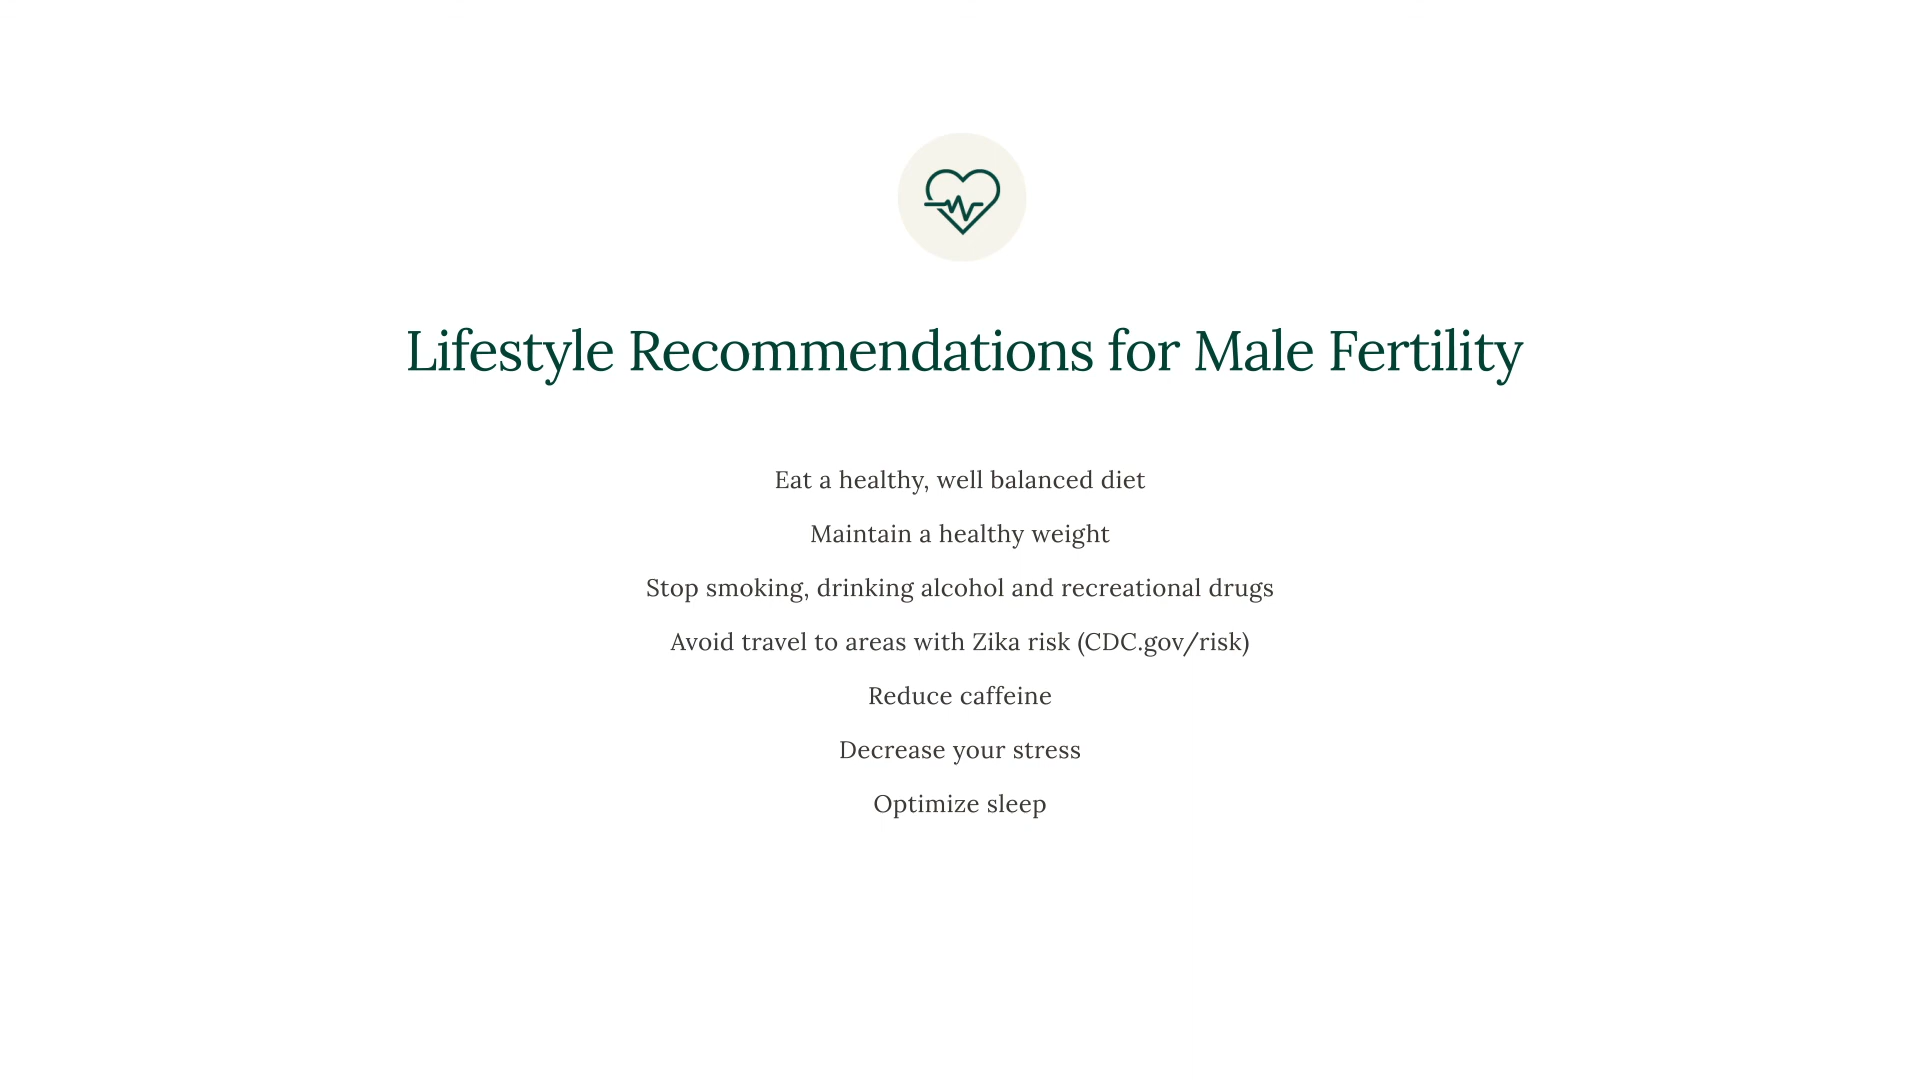 Lifestyle Recommendations for Male Fertility
Eat a healthy, well balanced diet
Maintain a healthy weight
Stop smoking, drinking alcohol and recreational drugs
Avoid travel to areas with Zika risk (CDC.gov/risk)
Reduce caffeine
Decrease your stress
Optimize sleep